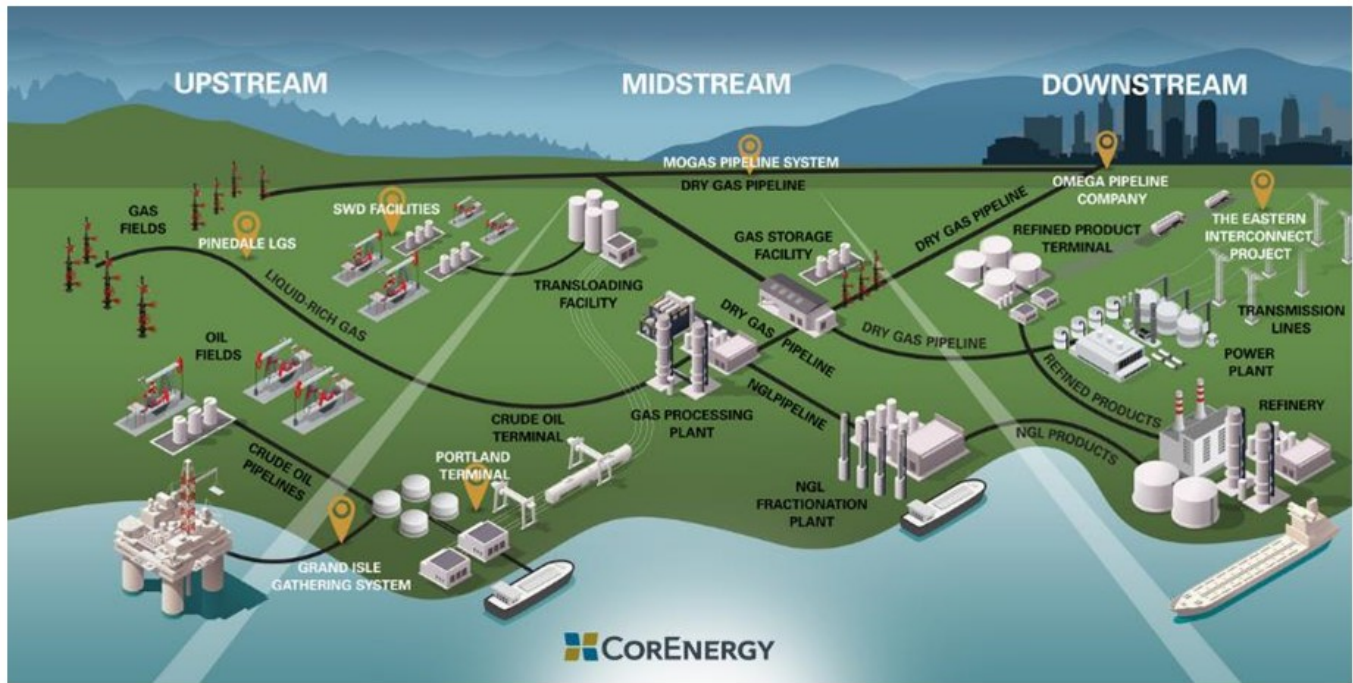 UPSTREAM
MIDSTREAM
DOWNSTREAM
MOGAS PIPELINE SYSTEM
DRY GAS PIPELINE
OMEGA PIPELINE
COMPANY
GAS
FIELDS
PINEDALE LGS
SWD FACILITIES
TRANSLOADING
FACILITY
GAS STORAGE
FACILITY
DRY GAS PIPELINE
REFINED PRODUCT
TERMINAL
THE EASTERN
INTERCONNECT
PROJECT
TRANSMISSION
LINES
LIQUID-RICH GAS
OIL
FIELDS
DRY GAS
PIPELINE
DRY GAS PIPELINE
POWER
PLANT
GAS PROCESSING
PLANT
NGLPIPELINE
REFINED PRODUCTS
REFINERY
NGL PRODUCTS
CRUDE OIL
TERMINAL
PORTLAND
TERMINAL
CRUDE OIL
PIPELINES
NGL
FRACTIONATION
PLANT
GRAND ISLE
GATHERING SYSTEM
CORENERGY